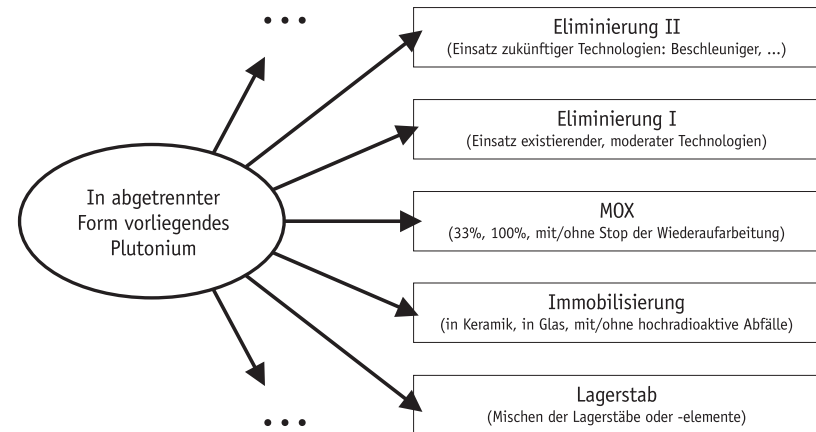 ...
In abgetrennter
Form vorliegendes
Plutonium
...
Eliminierung II
(Einsatz zukünftiger Technologien: Beschleuniger, ...)
Eliminierung I
(Einsatz existierender, moderater Technologien)
MOX
(33%, 100%, mit/ohne Stop der Wiederaufarbeitung)
Immobilisierung
(in Keramik, in Glas, mit/ohne hochradioaktive Abfälle)
Lagerstab
(Mischen der Lagerstäbe oder -elemente)